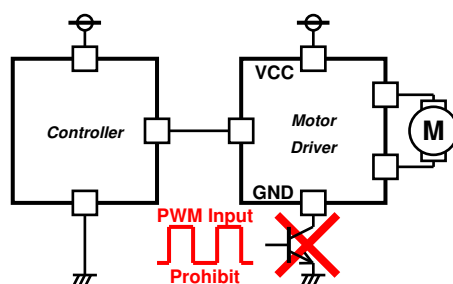 VCC
Controller
Motor
Driver
M
GND
PWM Input
Prohibit